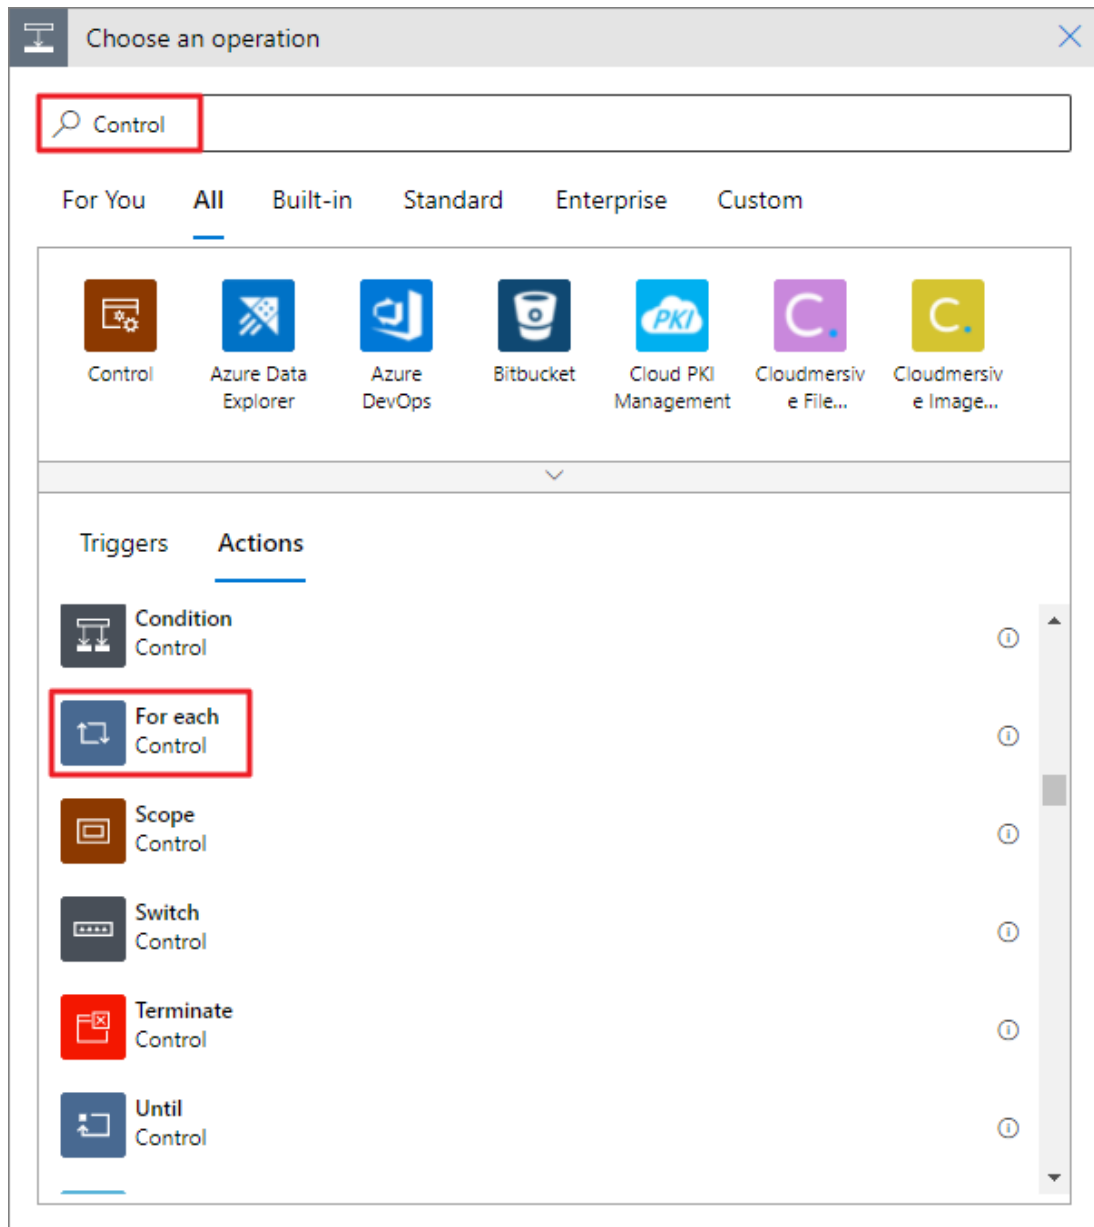 Choose an operation
Control
For You All Built-in Standard Enterprise Custom
Control Azure Data Azure Bitbucket Cloud PKI Cloudmersiv Cloudmersiv
Explorer DevOps Management e File... e Image...
Triggers Actions
Condition
Control
For each
Control
Scope
Control
Switch
Control
Terminate
Control
Until
Control